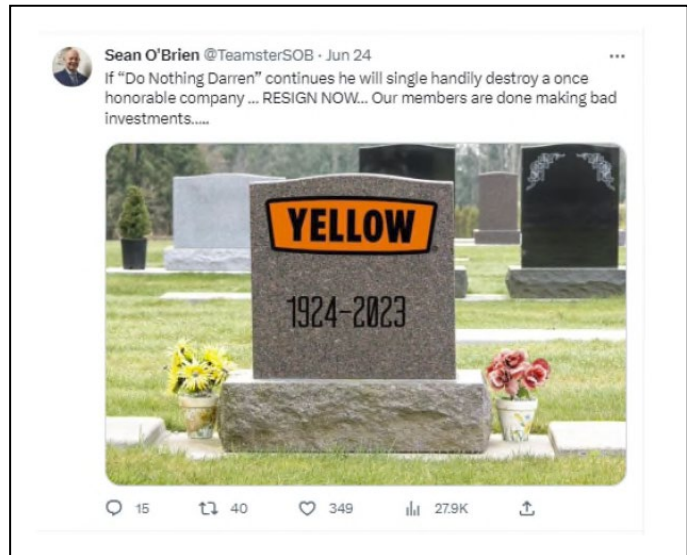 Sean O'Brien @TeamsterSOB · Jun 24
If “Do Nothing Darren” continues he will single handily destroy a once
honorable company ... RESIGN NOW... Our members are done making bad
investments.....
YELLOW
1924-2023
15 40 349 27.9K